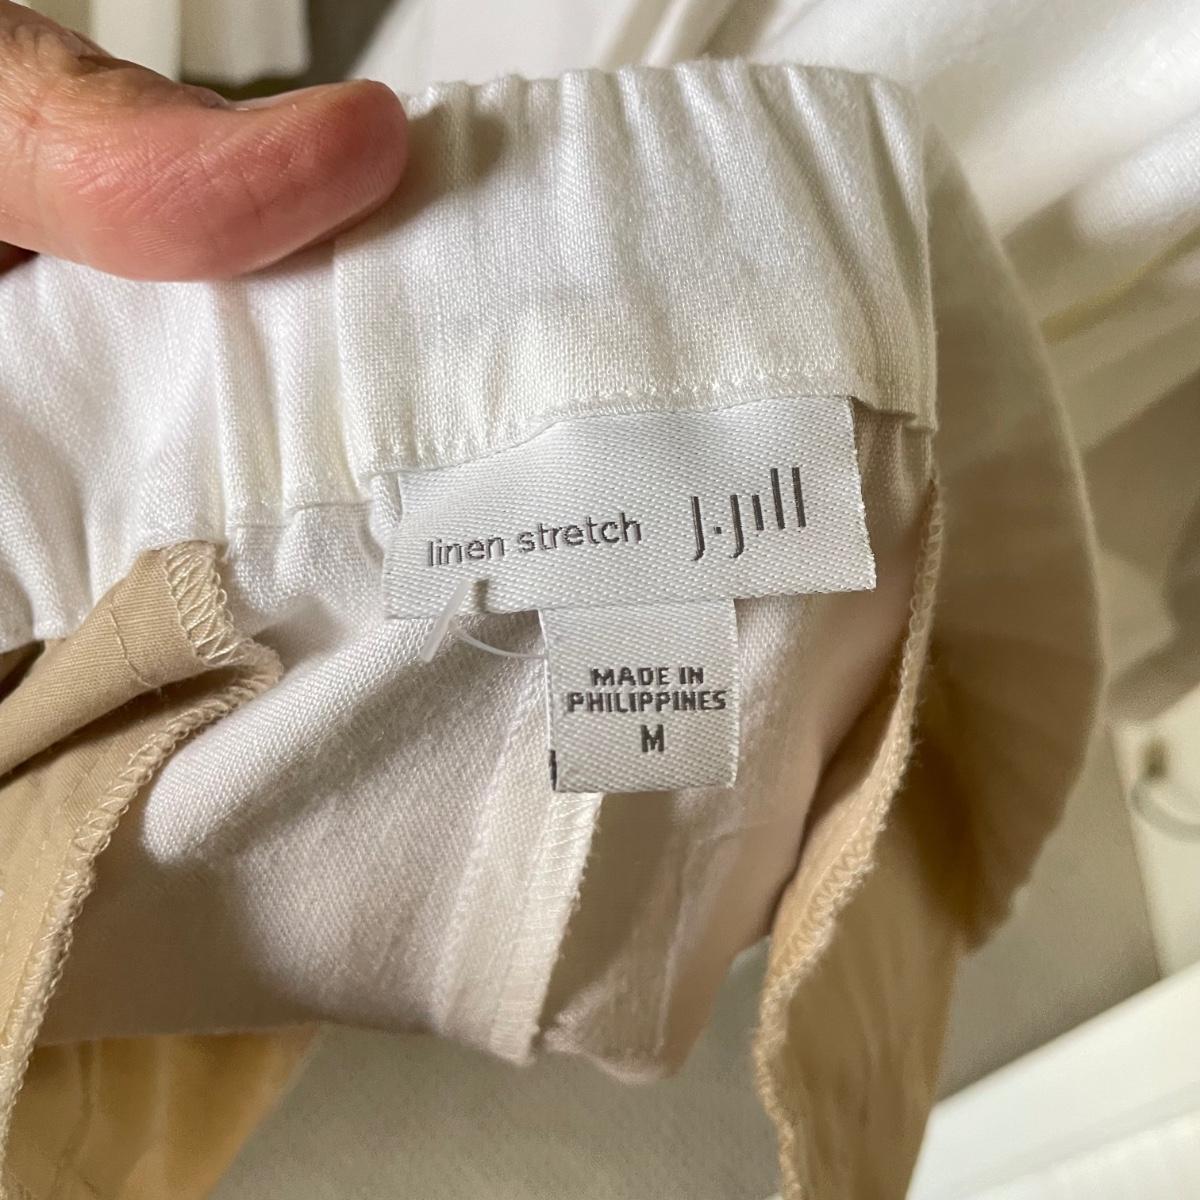 linen stretch J.Jill
MADE IN
PHILIPPINES
M